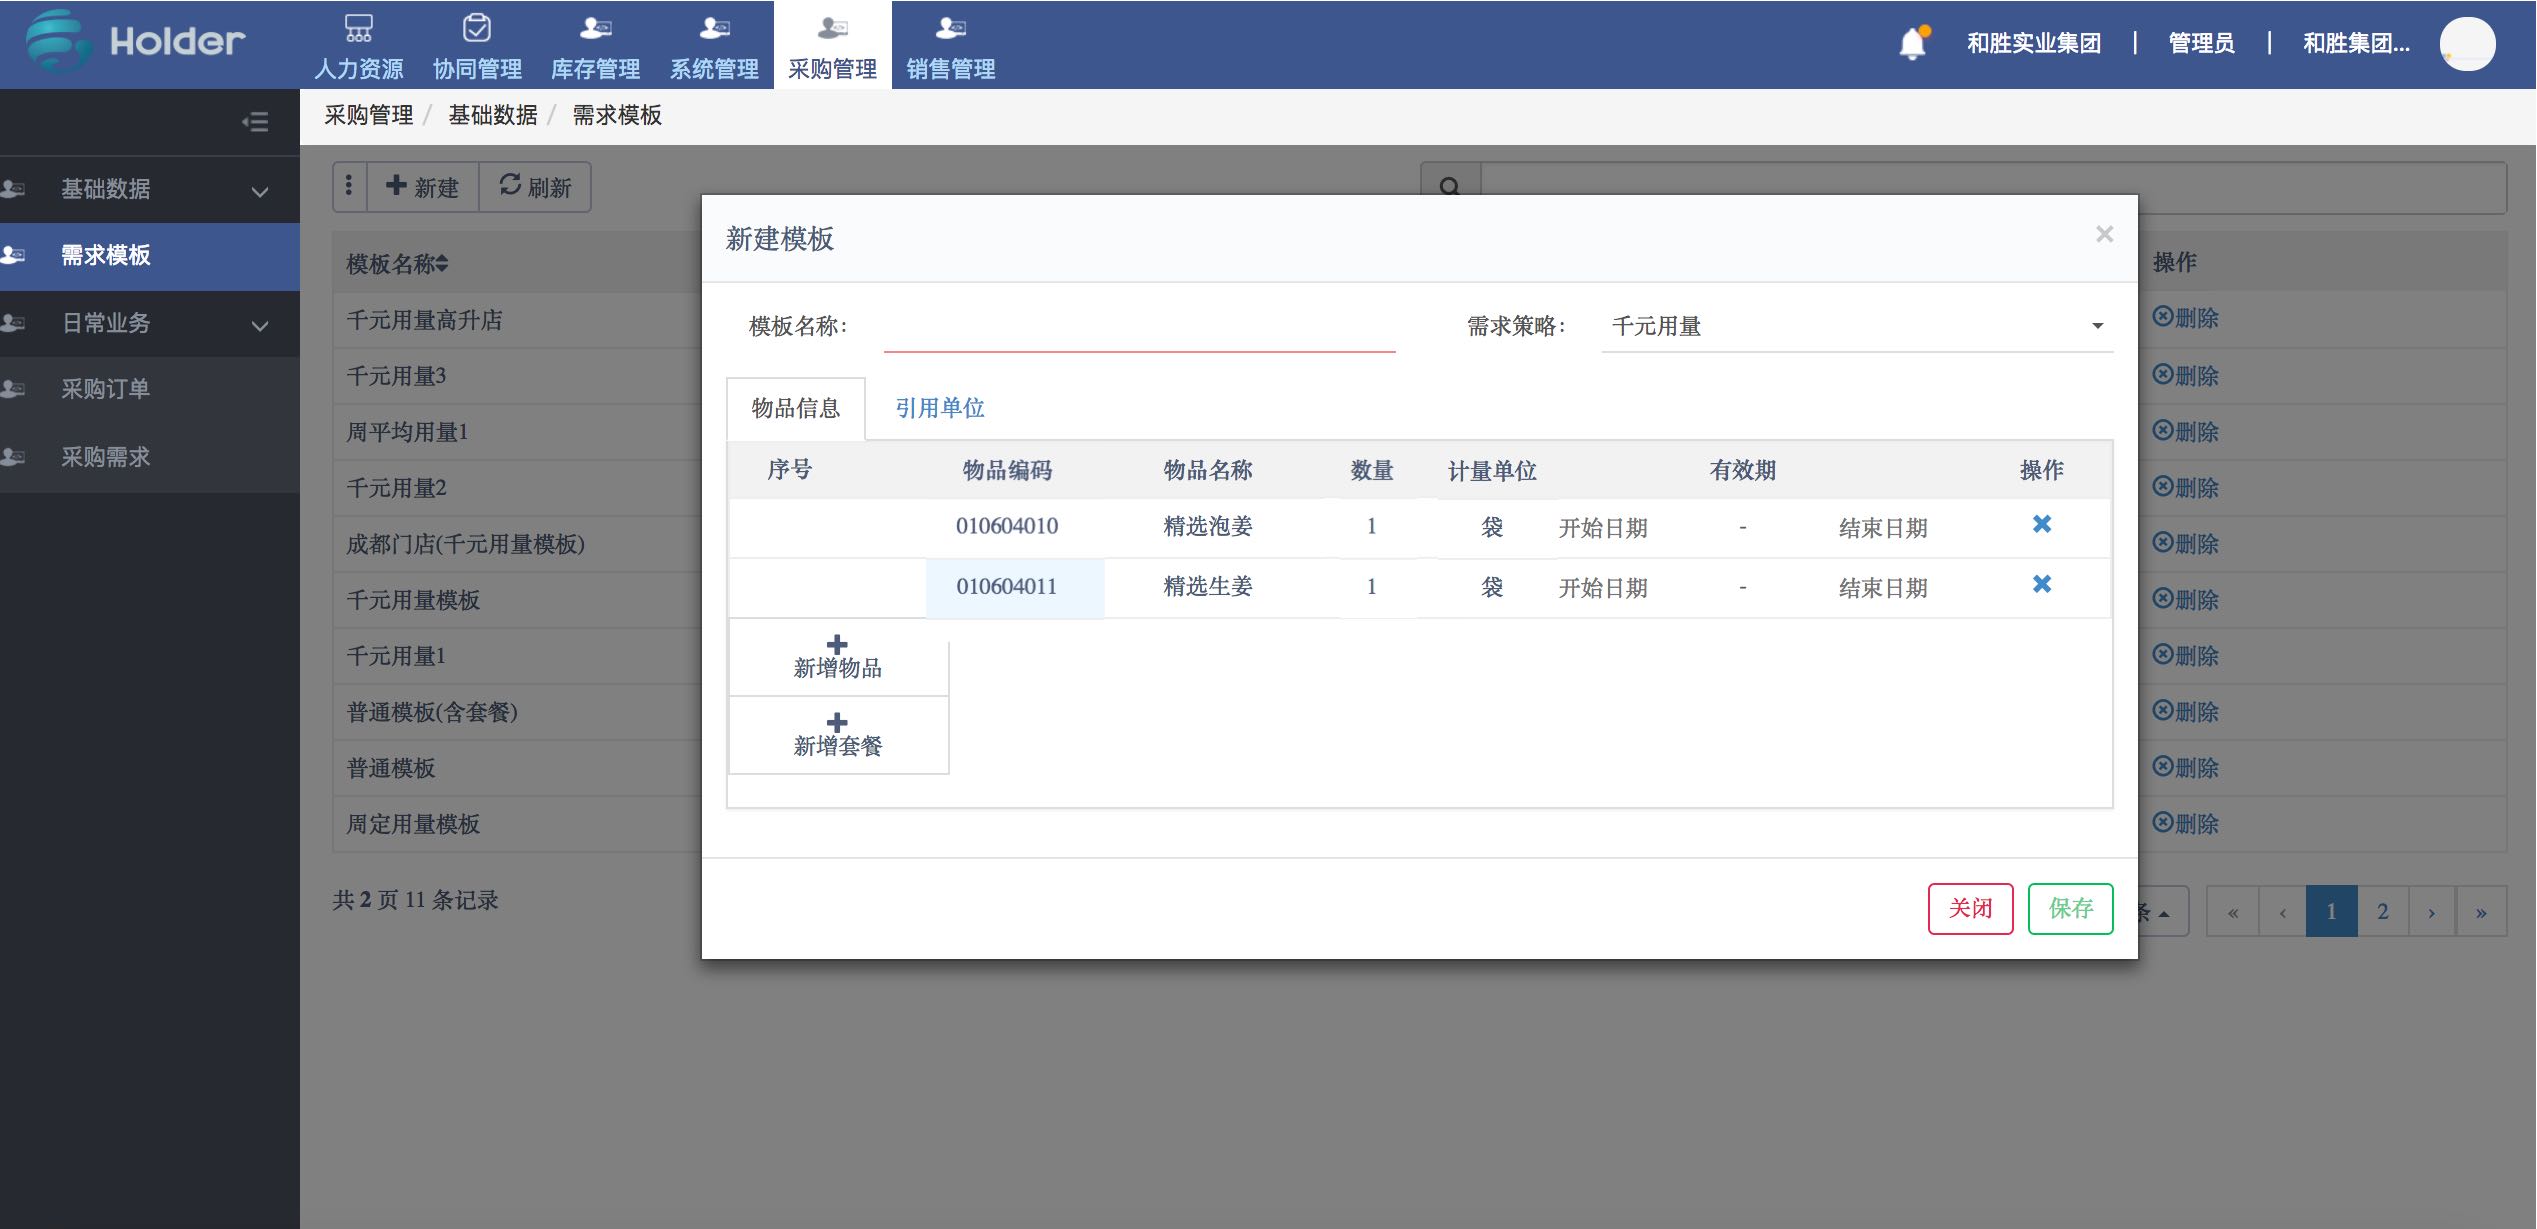 Holder
人力资源 协同管理 库存管理 系统管理 采购管理 销售管理 和胜实业集团 | 管理员 | 和胜集团...
采购管理 / 基础数据 / 需求模板
基础数据
需求模板
日常业务
采购订单
采购需求
新建 刷新
模板名称 操作
千元用量高升店 删除
千元用量3 删除
周平均用量1 删除
千元用量2 删除
成都门店(千元用量模板) 删除
千元用量模板 删除
千元用量1 删除
普通模板(含套餐) 删除
普通模板 删除
周定用量模板 删除
共 2 页 11 条记录 条 « ‹ 1 2 › »
新建模板 ×
模板名称: 需求策略: 千元用量
物品信息 引用单位
序号 物品编码 物品名称 数量 计量单位 有效期 操作
010604010 精选泡姜 1 袋 开始日期 - 结束日期
010604011 精选生姜 1 袋 开始日期 - 结束日期
新增物品
新增套餐
关闭 保存